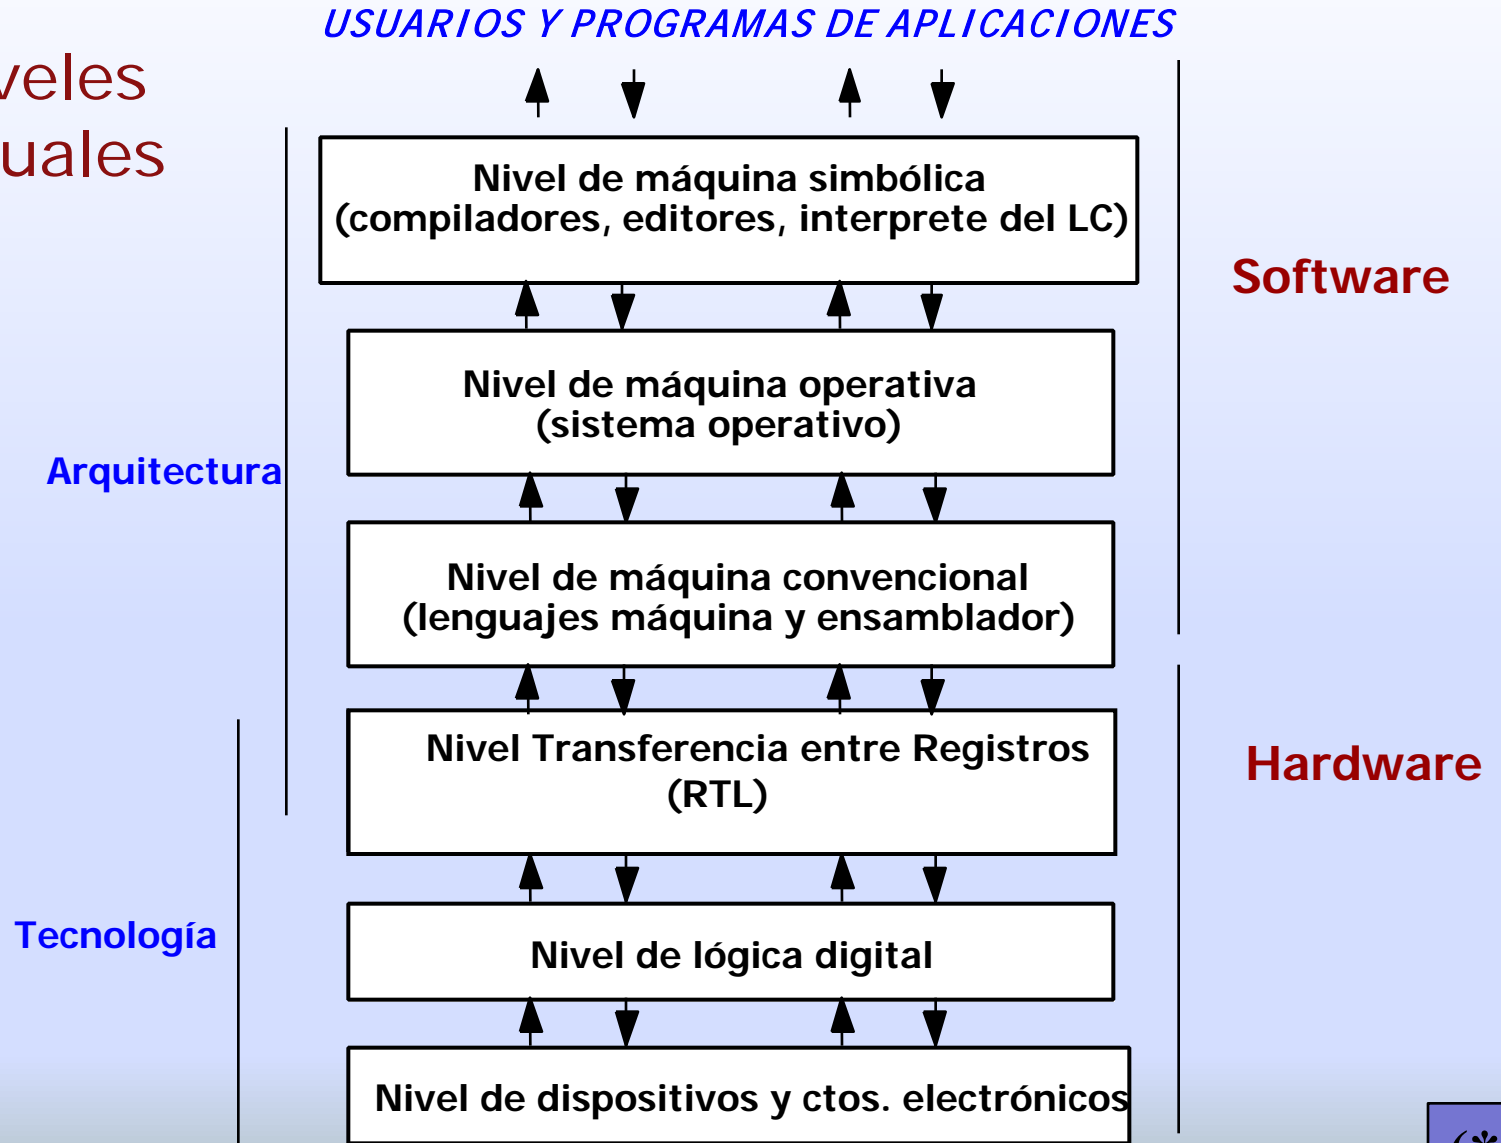 USUARIOS Y PROGRAMAS DE APLICACIONES
veles
uales
Nivel de máquina simbólica
(compiladores, editores, interprete del LC)
Software
Nivel de máquina operativa
(sistema operativo)
Arquitectura
Nivel de máquina convencional
(lenguajes máquina y ensamblador)
Nivel Transferencia entre Registros
(RTL)
Hardware
Tecnología
Nivel de lógica digital
Nivel de dispositivos y ctos. electrónicos